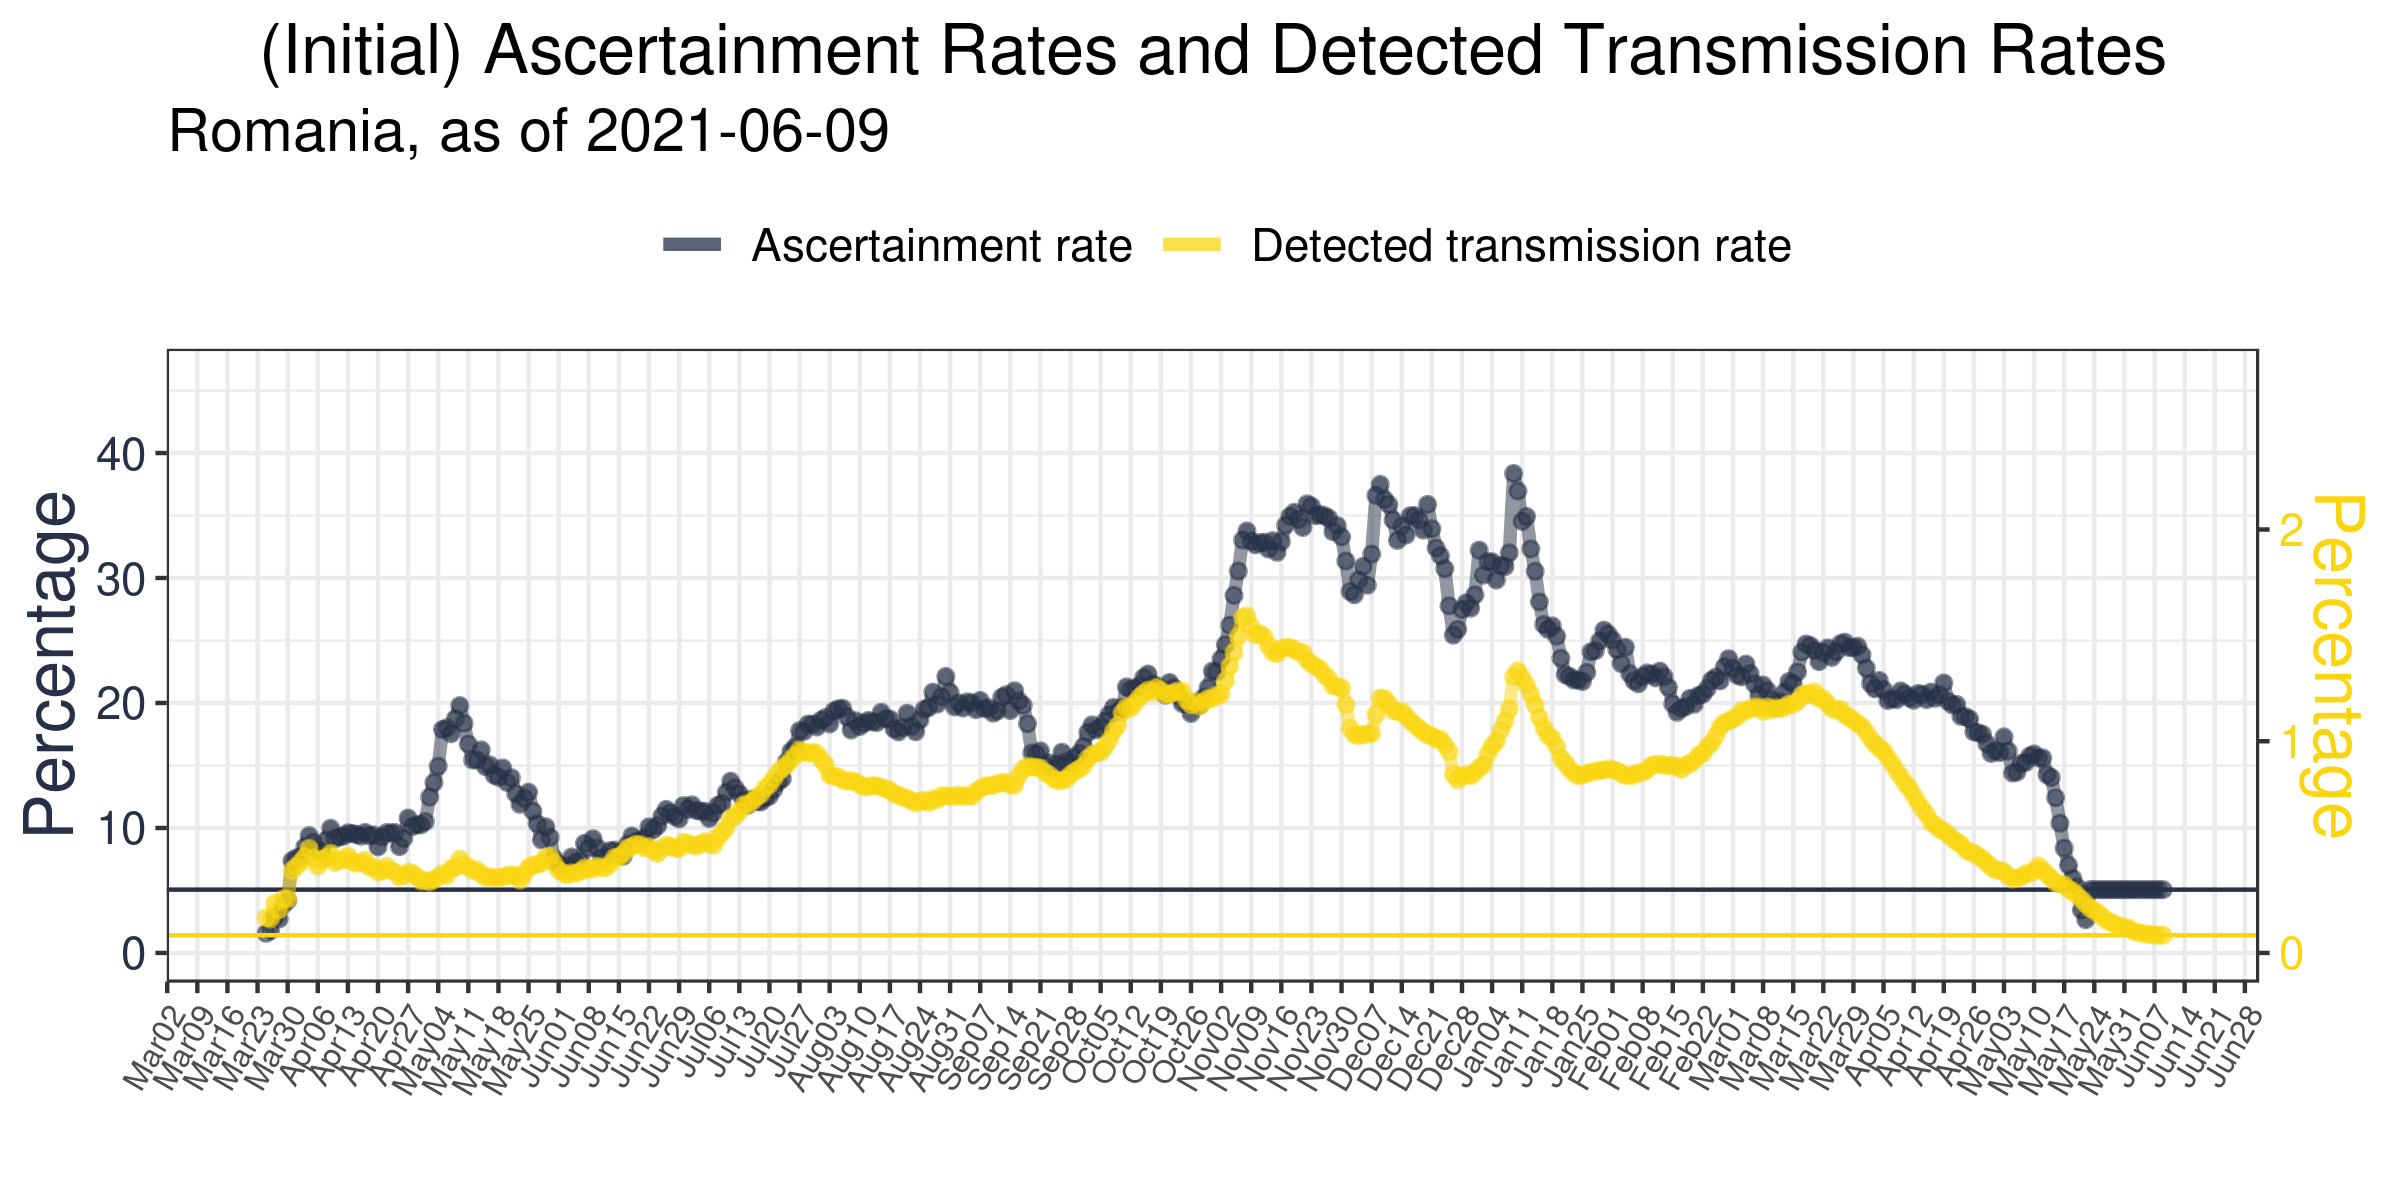 (Initial) Ascertainment Rates and Detected Transmission Rates
Romania, as of 2021-06-09
Ascertainment rate
Detected transmission rate
Percentage
40
30
20
10
0
2
1
0
Percentage
Mar02
Mar09
Mar16
Mar23
Mar30
Apr06
Apr13
Apr20
Apr27
May04
May11
May18
May25
Jun01
Jun08
Jun15
Jun22
Jun29
Jul06
Jul13
Jul20
Jul27
Aug03
Aug10
Aug17
Aug24
Aug31
Sep07
Sep14
Sep21
Sep28
Oct05
Oct12
Oct19
Oct26
Nov02
Nov09
Nov16
Nov23
Nov30
Dec07
Dec14
Dec21
Dec28
Jan04
Jan11
Jan18
Jan25
Feb01
Feb08
Feb15
Feb22
Mar01
Mar08
Mar15
Mar22
Mar29
Apr05
Apr12
Apr19
Apr26
May03
May10
May17
May24
May31
Jun07
Jun14
Jun21
Jun28